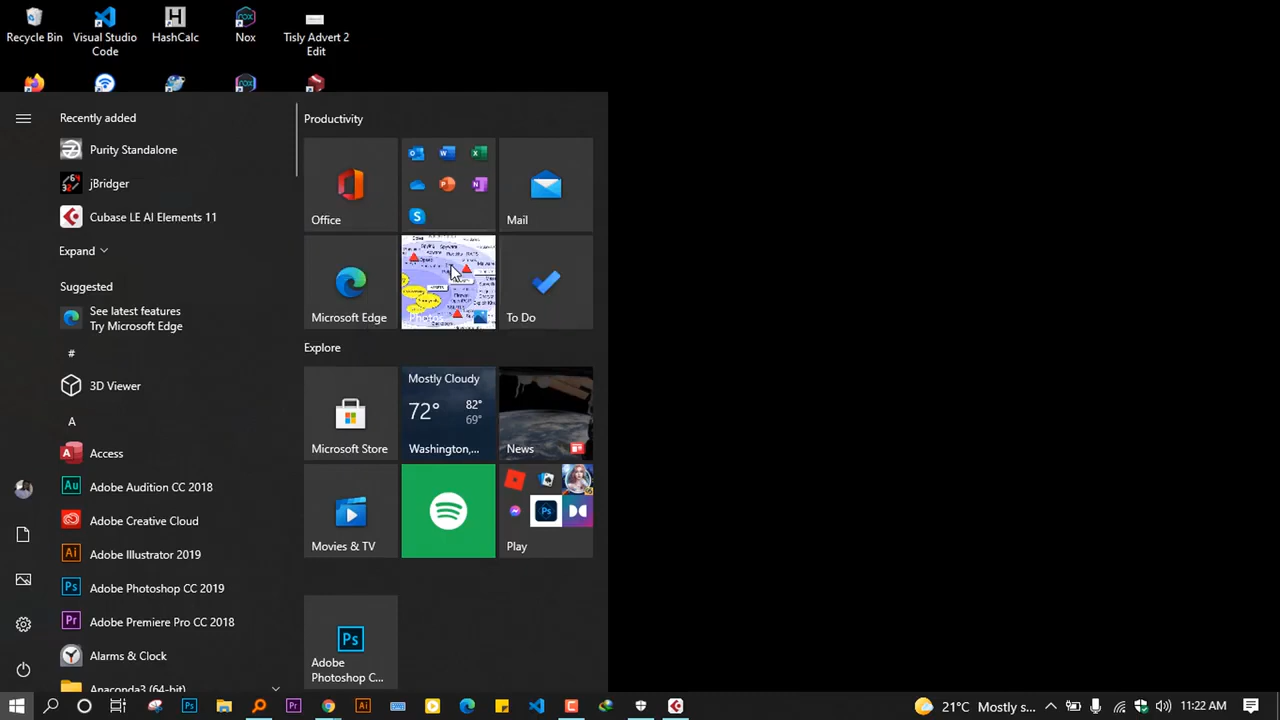 Recycle Bin
Visual Studio
Code
HashCalc
Nox
Tisly Advert 2
Edit
Recently added
Purity Standalone
jBridger
Cubase LE AI Elements 11
Expand
Suggested
See latest features
Try Microsoft Edge
#
3D Viewer
A
Access
Adobe Audition CC 2018
Adobe Creative Cloud
Adobe Illustrator 2019
Adobe Photoshop CC 2019
Adobe Premiere Pro CC 2018
Alarms & Clock
Anaconda3 (64-bit)
Productivity
Office
Mail
Microsoft Edge
To Do
Explore
Microsoft Store
Mostly Cloudy
72° 82°
69°
Washington,...
News
Movies & TV
Play
Adobe
Photoshop C...
21°C Mostly s...
11:22 AM